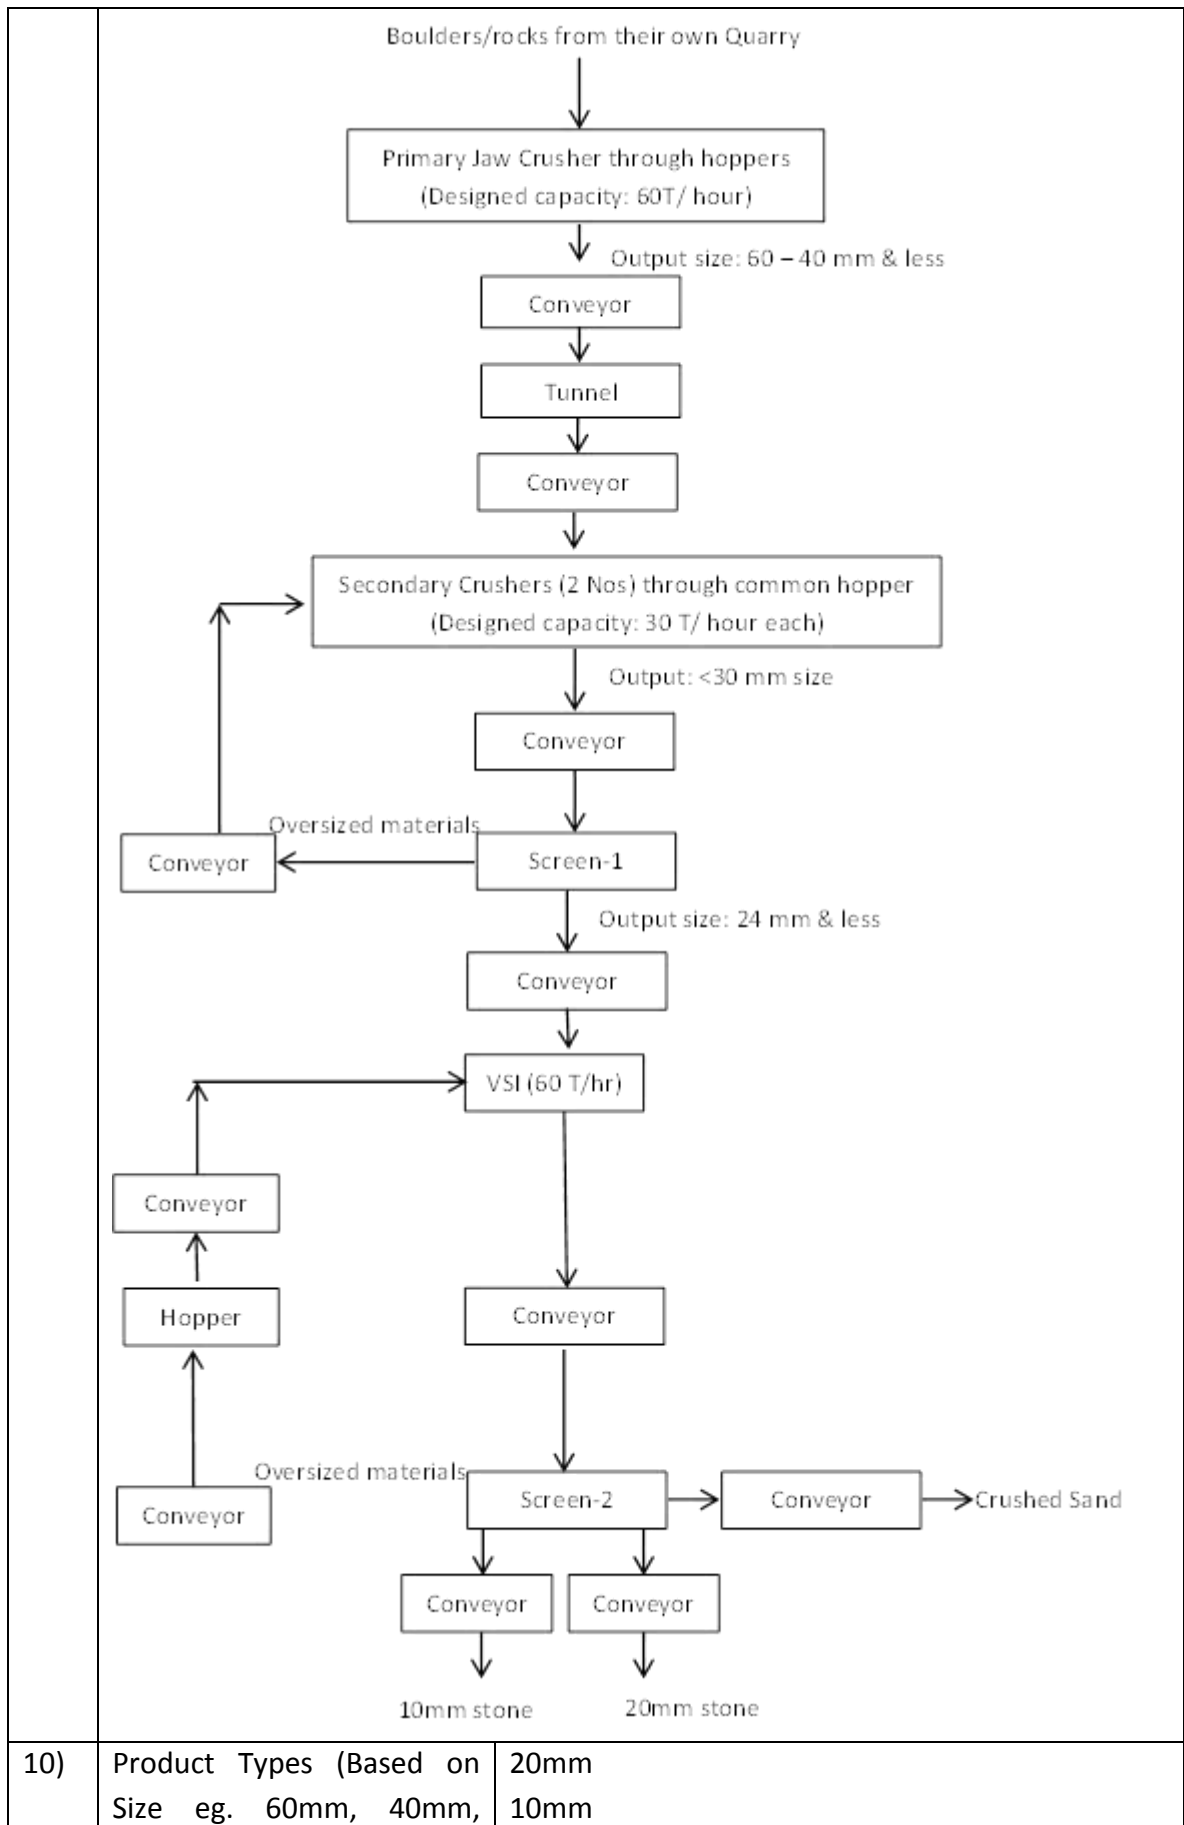 Boulders/rocks from their own Quarry
Primary Jaw Crusher through hoppers
(Designed capacity: 60T/ hour)
Output size: 60 – 40 mm & less
Conveyor
Tunnel
Conveyor
Secondary Crushers (2 Nos) through common hopper
(Designed capacity: 30 T/ hour each)
Output: <30 mm size
Conveyor
Oversized materials
Conveyor
Screen-1
Output size: 24 mm & less
Conveyor
VSI (60 T/hr)
Conveyor
Hopper
Conveyor
Oversized materials
Conveyor
Screen-2
Conveyor
Crushed Sand
Conveyor
Conveyor
10mm stone
20mm stone
10)
Product Types (Based on
Size eg. 60mm, 40mm,
20mm
10mm